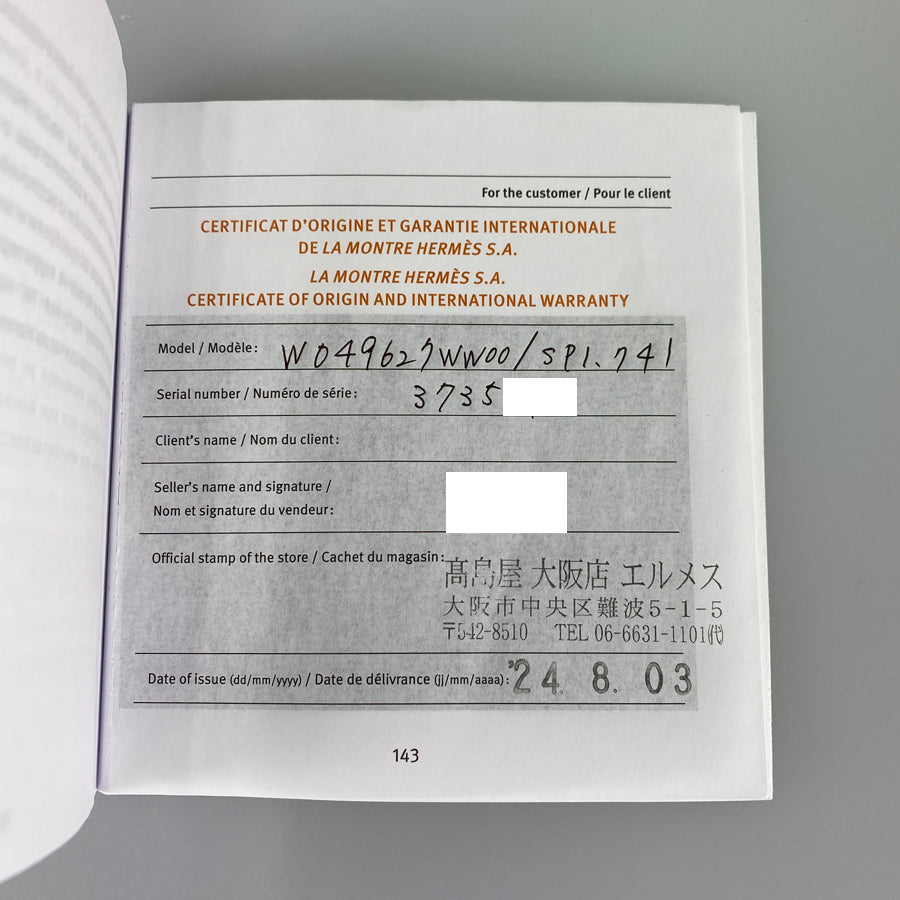 For the customer / Pour le client
CERTIFICAT D'ORIGINE ET GARANTIE INTERNATIONALE
DE LA MONTRE HERMÈS S.A.
LA MONTRE HERMÈS S.A.
CERTIFICATE OF ORIGIN AND INTERNATIONAL WARRANTY
Model / Modèle: W049627WW00/SP1.741
Serial number / Numéro de série: 3735
Client's name / Nom du client:
Seller's name and signature /
Nom et signature du vendeur:
Official stamp of the store / Cachet du magasin:
髙島屋 大阪店 エルメス
大阪市中央区難波5-1-5
〒542-8510 TEL 06-6631-1101㈹
Date of issue (dd/mm/yyyy) / Date de délivrance (jj/mm/aaaa): '24. 8. 03
143